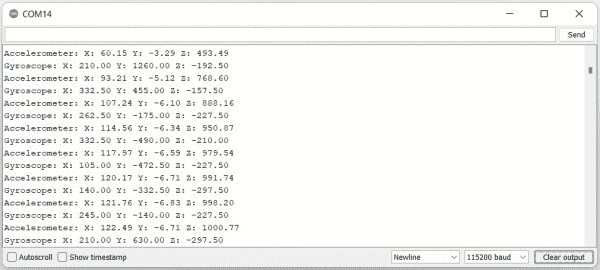 COM14
Send
Accelerometer: X: 60.15 Y: -3.29 Z: 493.49
Gyroscope: X: 210.00 Y: 1260.00 Z: -192.50
Accelerometer: X: 93.21 Y: -5.12 Z: 768.60
Gyroscope: X: 332.50 Y: 455.00 Z: -157.50
Accelerometer: X: 107.24 Y: -6.10 Z: 888.16
Gyroscope: X: 262.50 Y: -175.00 Z: -227.50
Accelerometer: X: 114.56 Y: -6.34 Z: 950.87
Gyroscope: X: 332.50 Y: -490.00 Z: -210.00
Accelerometer: X: 117.97 Y: -6.59 Z: 979.54
Gyroscope: X: 105.00 Y: -472.50 Z: -227.50
Accelerometer: X: 120.17 Y: -6.71 Z: 991.74
Gyroscope: X: 140.00 Y: -332.50 Z: -297.50
Accelerometer: X: 121.76 Y: -6.83 Z: 998.20
Gyroscope: X: 245.00 Y: -140.00 Z: -227.50
Accelerometer: X: 122.49 Y: -6.71 Z: 1000.77
Gyroscope: X: 210.00 Y: 630.00 Z: -297.50
Autoscroll Show timestamp Newline 115200 baud Clear output